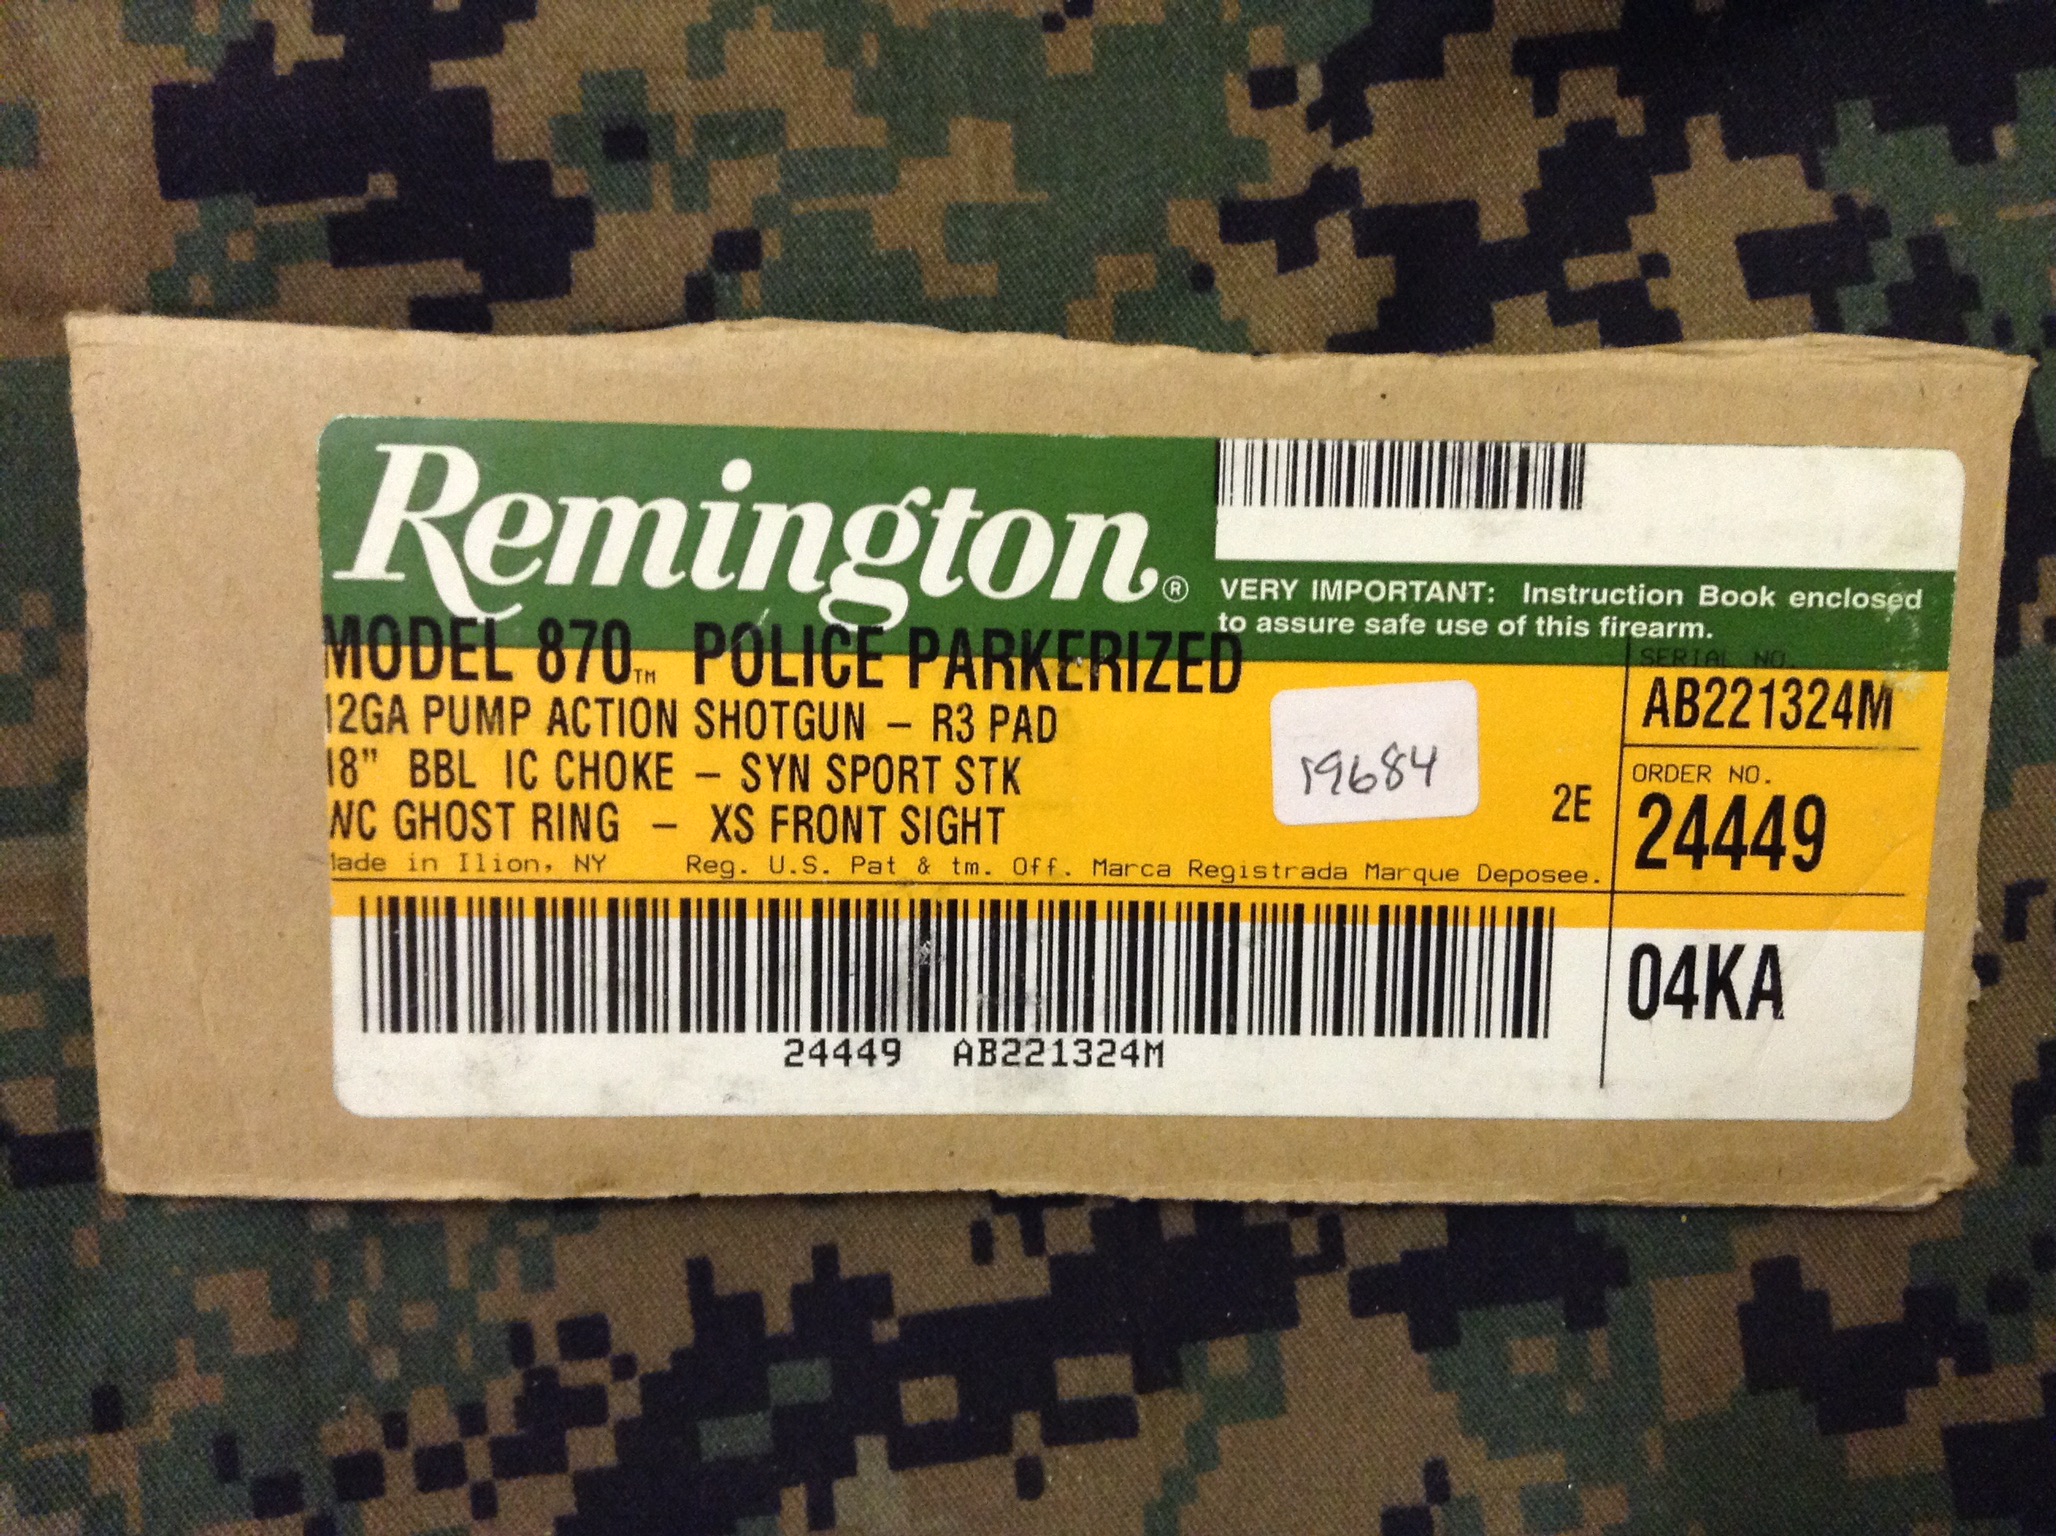 Remington®
VERY IMPORTANT: Instruction Book enclosed
to assure safe use of this firearm.
MODEL 870™ POLICE PARKERIZED
12GA PUMP ACTION SHOTGUN – R3 PAD
18" BBL IC CHOKE – SYN SPORT STK
WC GHOST RING – XS FRONT SIGHT
19684
2E
Made in Ilion, NY Reg. U.S. Pat & tm. Off. Marca Registrada Marque Deposee.
SERIAL NO.
AB221324M
ORDER NO.
24449
04KA
24449 AB221324M